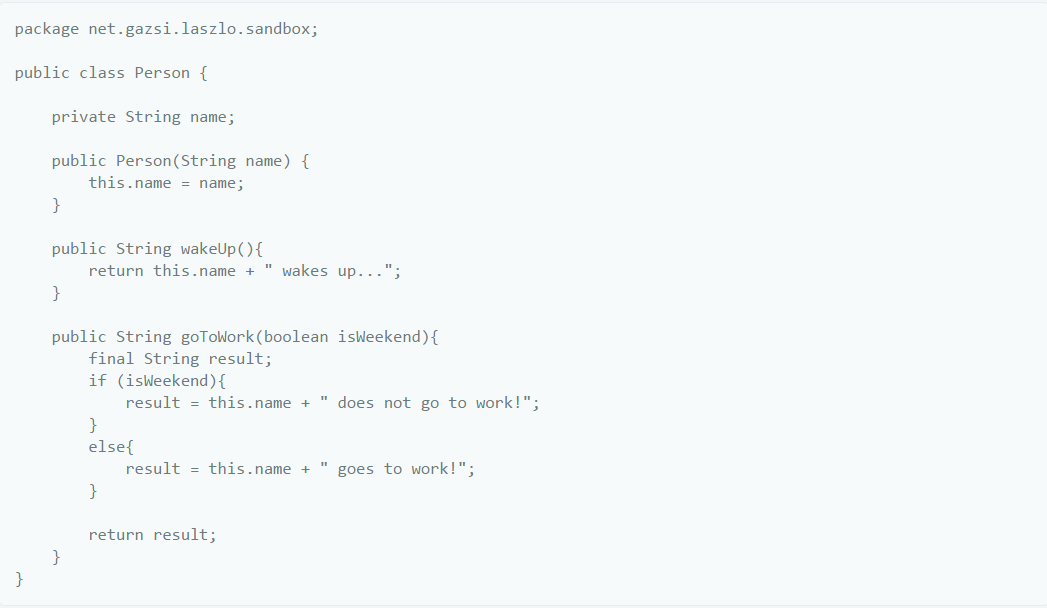 package net.gazsi.laszlo.sandbox;
public class Person {
private String name;
public Person(String name) {
this.name = name;
}
public String wakeUp(){
return this.name + " wakes up...";
}
public String goToWork(boolean isWeekend){
final String result;
if (isWeekend){
result = this.name + " does not go to work!";
}
else{
result = this.name + " goes to work!";
}
return result;
}
}